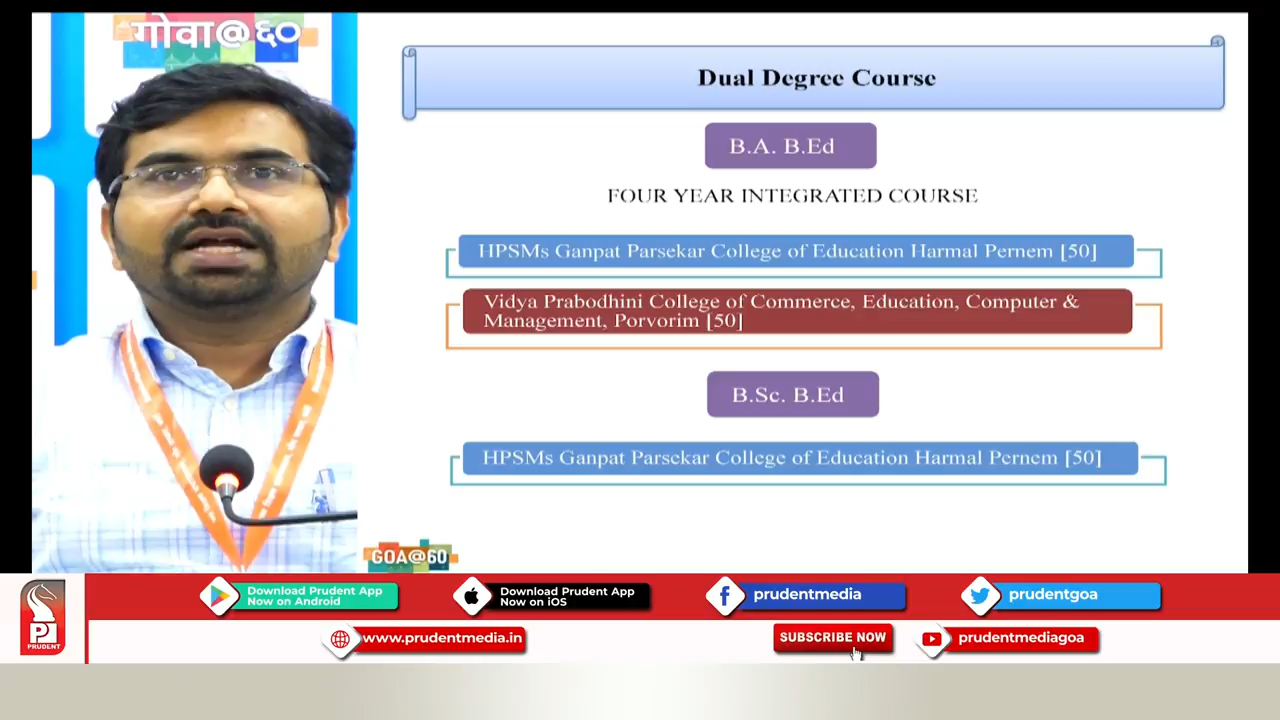 गोवा@६०
Dual Degree Course
B.A. B.Ed
FOUR YEAR INTEGRATED COURSE
HPSMs Ganpat Parsekar College of Education Harmal Pernem [50]
Vidya Prabodhini College of Commerce, Education, Computer &
Management, Porvorim [50]
B.Sc. B.Ed
HPSMs Ganpat Parsekar College of Education Harmal Pernem [50]
GOA@60
Download Prudent App
Now on Android
Download Prudent App
Now on iOS
prudentmedia
prudentgoa
PRUDENT
www.prudentmedia.in
SUBSCRIBE NOW
prudentmediagoa